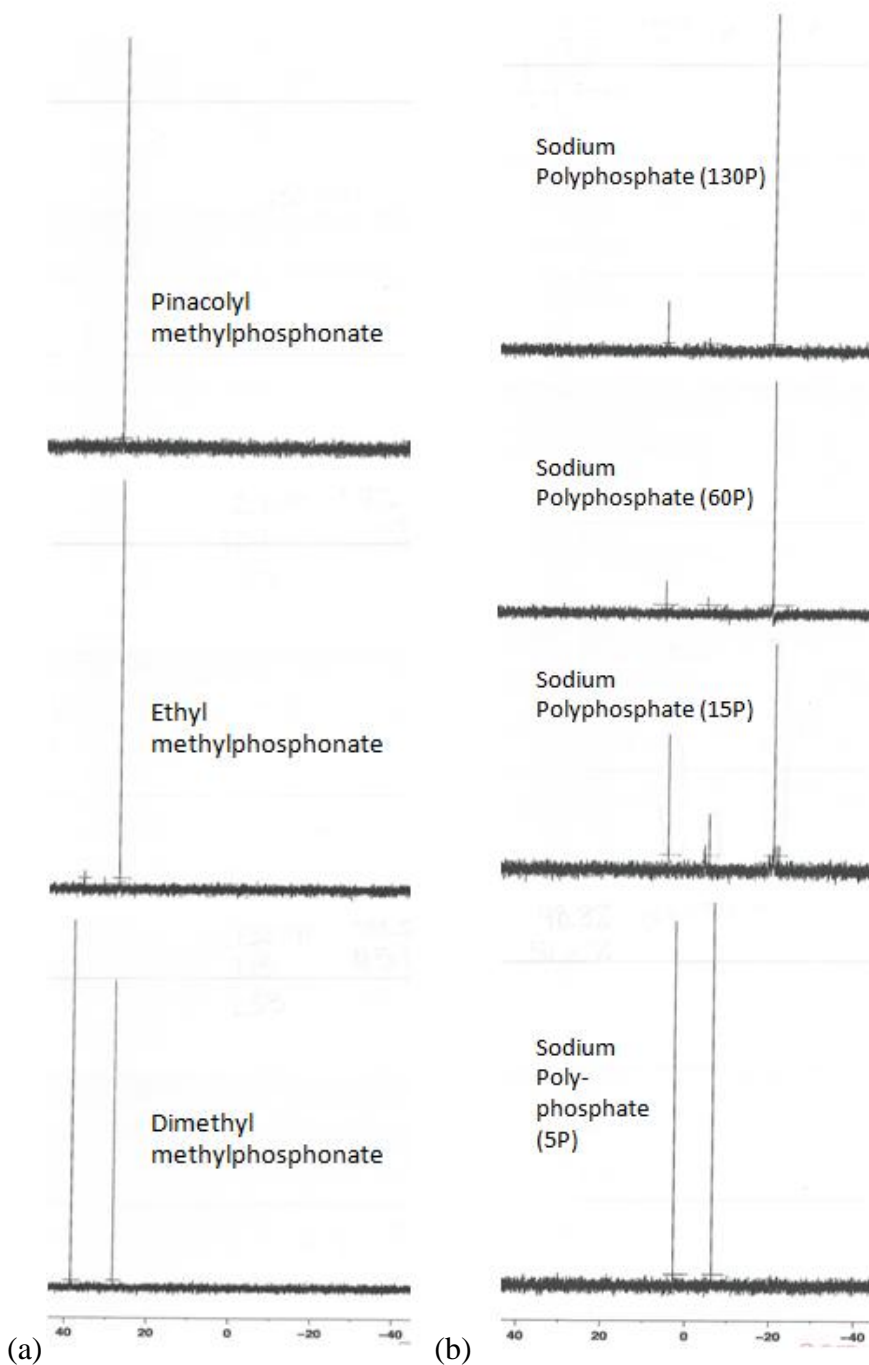 Pinacolyl
methylphosphonate
Ethyl
methylphosphonate
Dimethyl
methylphosphonate
40 20 0 -20 -40
(a)
Sodium
Polyphosphate (130P)
Sodium
Polyphosphate (60P)
Sodium
Polyphosphate (15P)
Sodium
Poly-
phosphate
(5P)
40 20 0 -20 -40
(b)